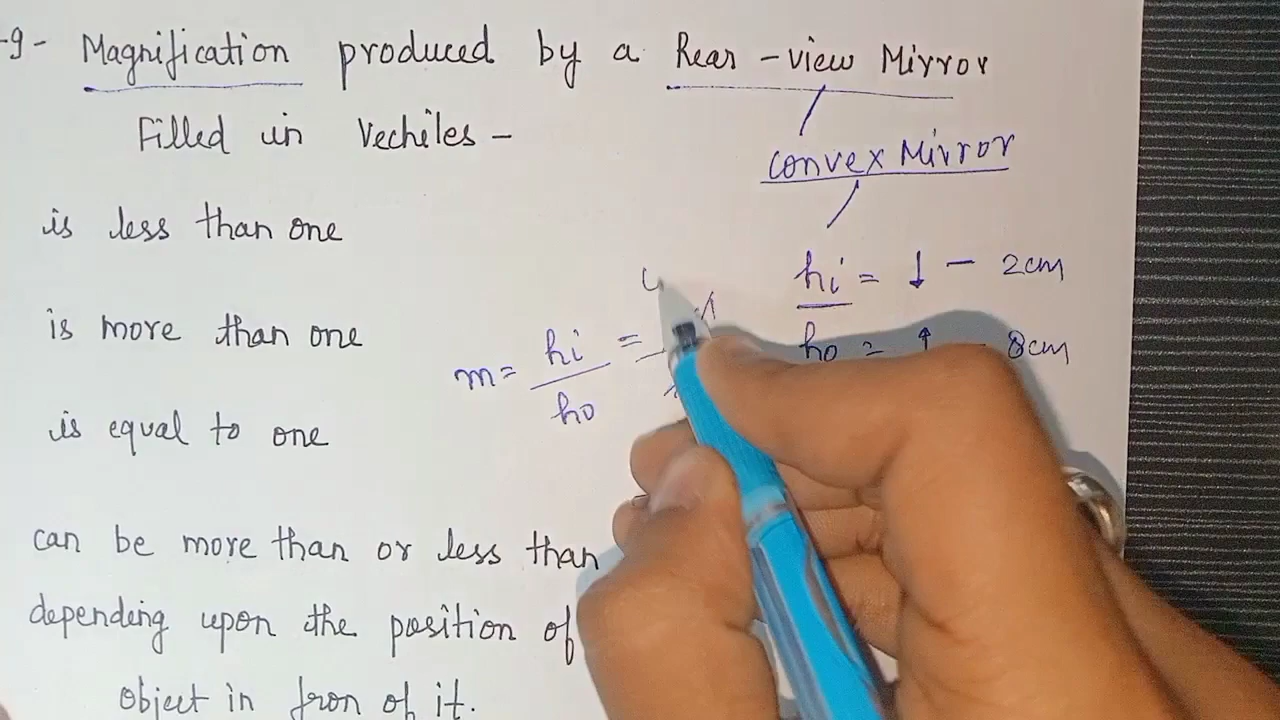 -9- Magnification produced by a Rear -view Mirror
Filled in Vechiles -
convex Mirror
is less than one
hi = ↓ - 2cm
is more than one
m = hi/ho =
ho = ↑ - 8cm
is equal to one
can be more than or less than
depending upon the position of
object in fron of it.